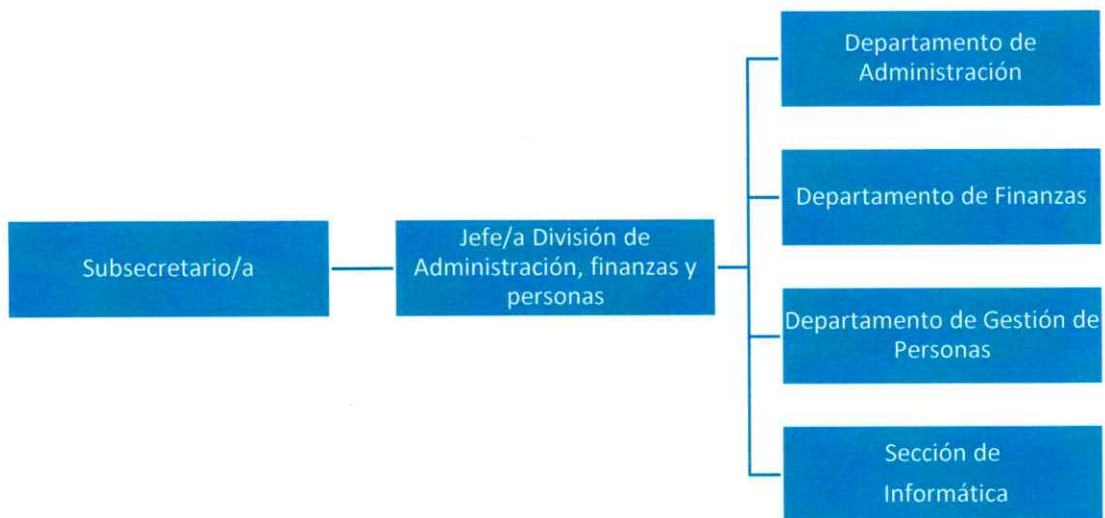 Subsecretario/a
Jefe/a División de
Administración, finanzas y
personas
Departamento de
Administración
Departamento de Finanzas
Departamento de Gestión de
Personas
Sección de
Informática